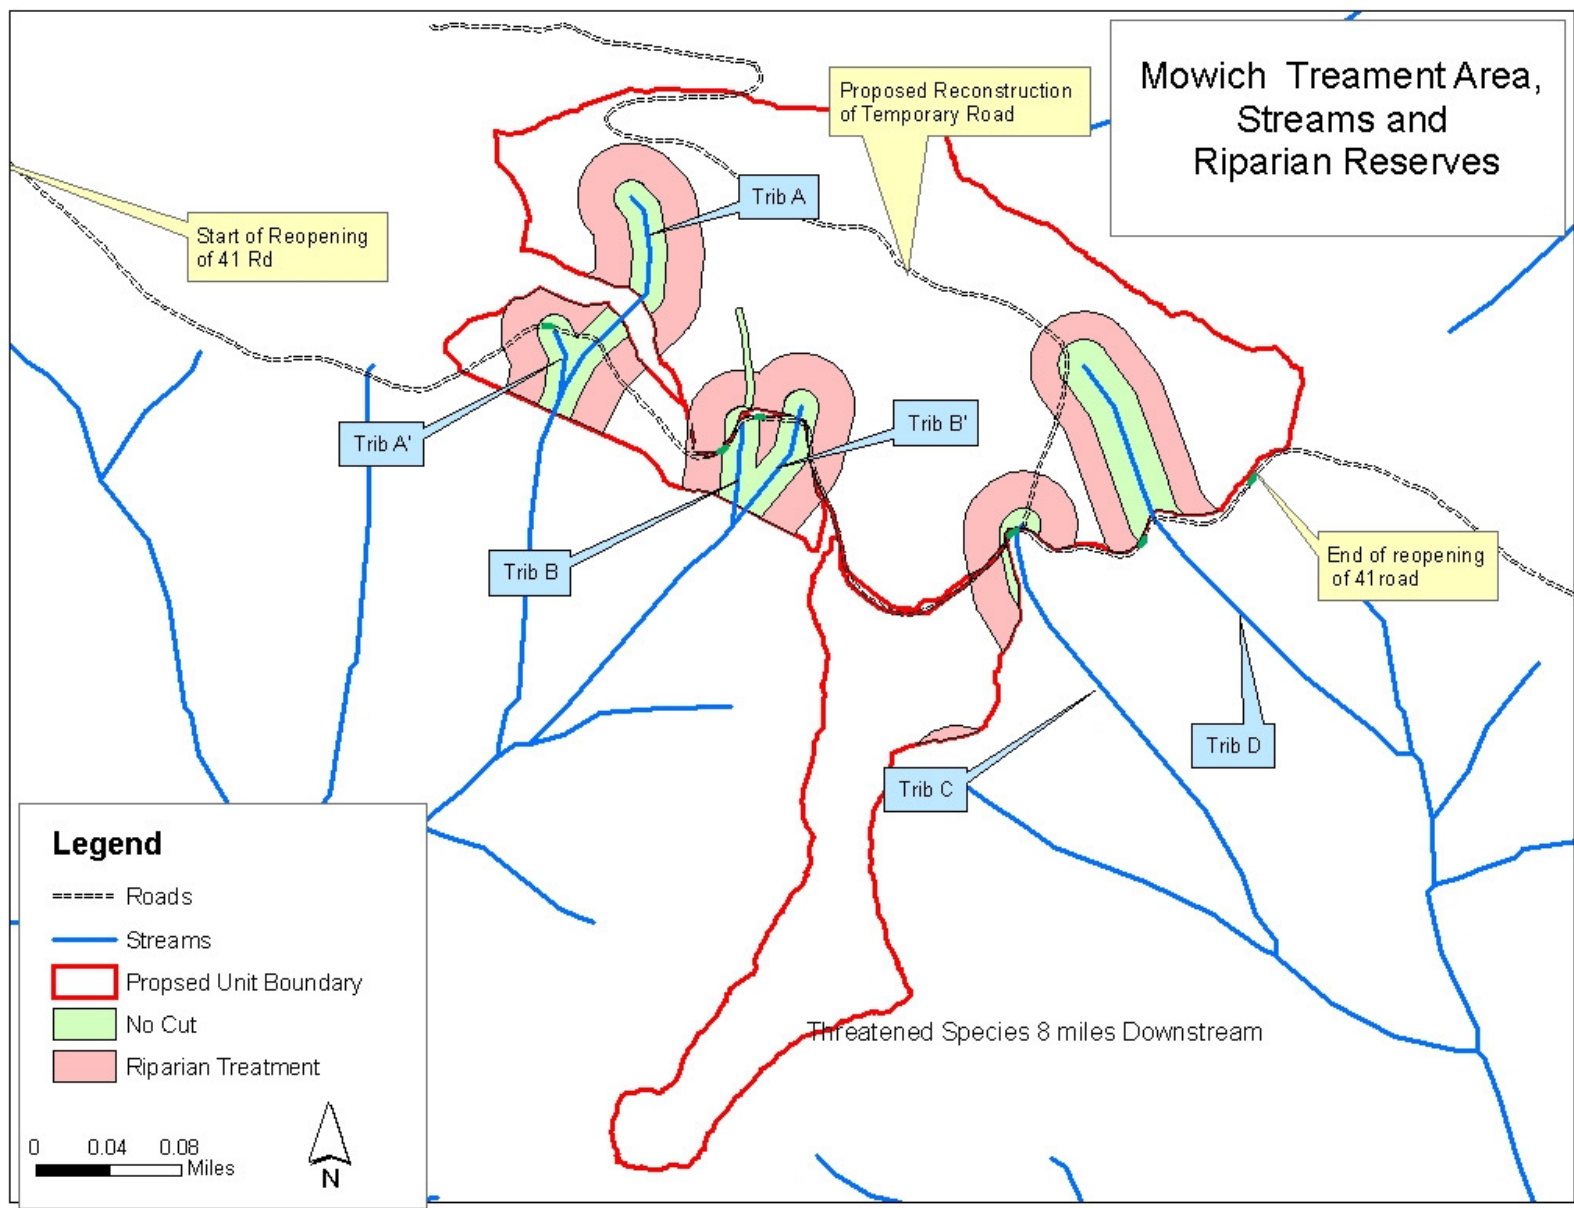 Mowich Treament Area,
Streams and
Riparian Reserves
Proposed Reconstruction
of Temporary Road
Trib A
Start of Reopening
of 41 Rd
Trib A'
Trib B'
Trib B
End of reopening
of 41road
Trib D
Trib C
Threatened Species 8 miles Downstream
Legend
Roads
Streams
Propsed Unit Boundary
No Cut
Riparian Treatment
0 0.04 0.08
Miles
N